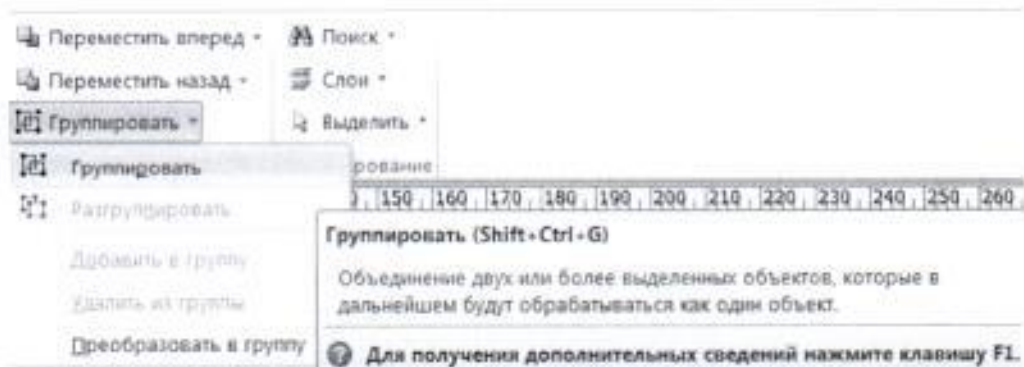 Переместить вперед
Поиск
Переместить назад
Слои
Группировать
Выделить
Группировать
рование
150 160 170 180 190 200 210 220 230 240 250 260
Разгруппировать
Группировать (Shift+Ctrl+G)
Добавить в группу
Объединение двух или более выделенных объектов, которые в
дальнейшем будут обрабатываться как один объект.
Удалить из группы
Преобразовать в группу
Для получения дополнительных сведений нажмите клавишу F1.